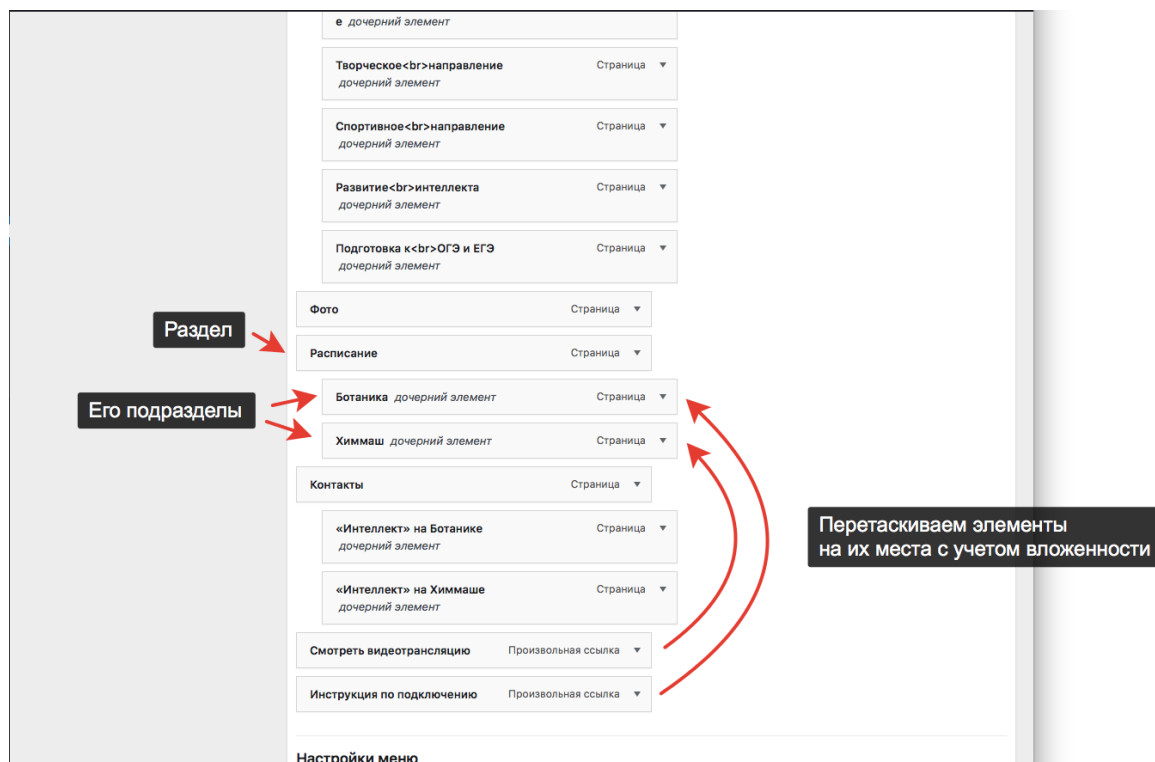 е дочерний элемент
Творческое<br>направление Страница
дочерний элемент
Спортивное<br>направление Страница
дочерний элемент
Развитие<br>интеллекта Страница
дочерний элемент
Подготовка к<br>ОГЭ и ЕГЭ Страница
дочерний элемент
Фото Страница
Раздел
Расписание Страница
Ботаника дочерний элемент Страница
Его подразделы
Химмаш дочерний элемент Страница
Контакты Страница
«Интеллект» на Ботанике Страница
дочерний элемент
Перетаскиваем элементы
на их места с учетом вложенности
«Интеллект» на Химмаше Страница
дочерний элемент
Смотреть видеотрансляцию Произвольная ссылка
Инструкция по подключению Произвольная ссылка
Настройки меню